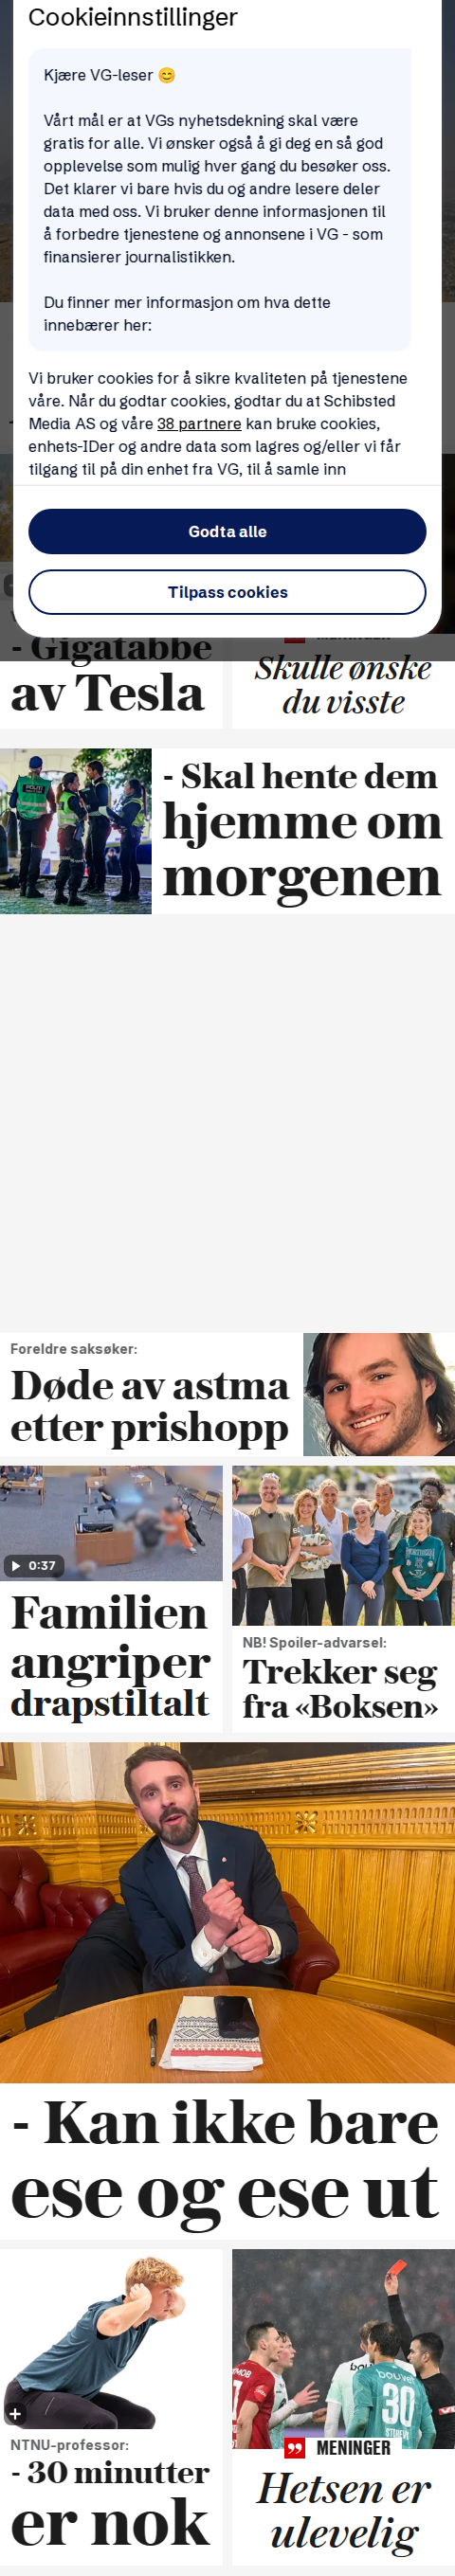 Cookieinnstillinger
Kjære VG-leser 😊
Vårt mål er at VGs nyhetsdekning skal være
gratis for alle. Vi ønsker også å gi deg en så god
opplevelse som mulig hver gang du besøker oss.
Det klarer vi bare hvis du og andre lesere deler
data med oss. Vi bruker denne informasjonen til
å forbedre tjenestene og annonsene i VG - som
finansierer journalistikken.
Du finner mer informasjon om hva dette
innebærer her:
Vi bruker cookies for å sikre kvaliteten på tjenestene
våre. Når du godtar cookies, godtar du at Schibsted
Media AS og våre 38 partnere kan bruke cookies,
enhets-IDer og andre data som lagres og/eller vi får
tilgang til på din enhet fra VG, til å samle inn
Godta alle
Tilpass cookies
- Gigatabbe
av Tesla
Skulle ønske
du visste
POLITI
- Skal hente dem
hjemme om
morgenen
Foreldre saksøker:
Døde av astma
etter prishopp
0:37
Familien
angriper
drapstiltalt
NB! Spoiler-advarsel:
Trekker seg
fra «Boksen»
- Kan ikke bare
ese og ese ut
NTNU-professor:
- 30 minutter
er nok
bouvet
30
MENINGER
Hetsen er
ulevelig